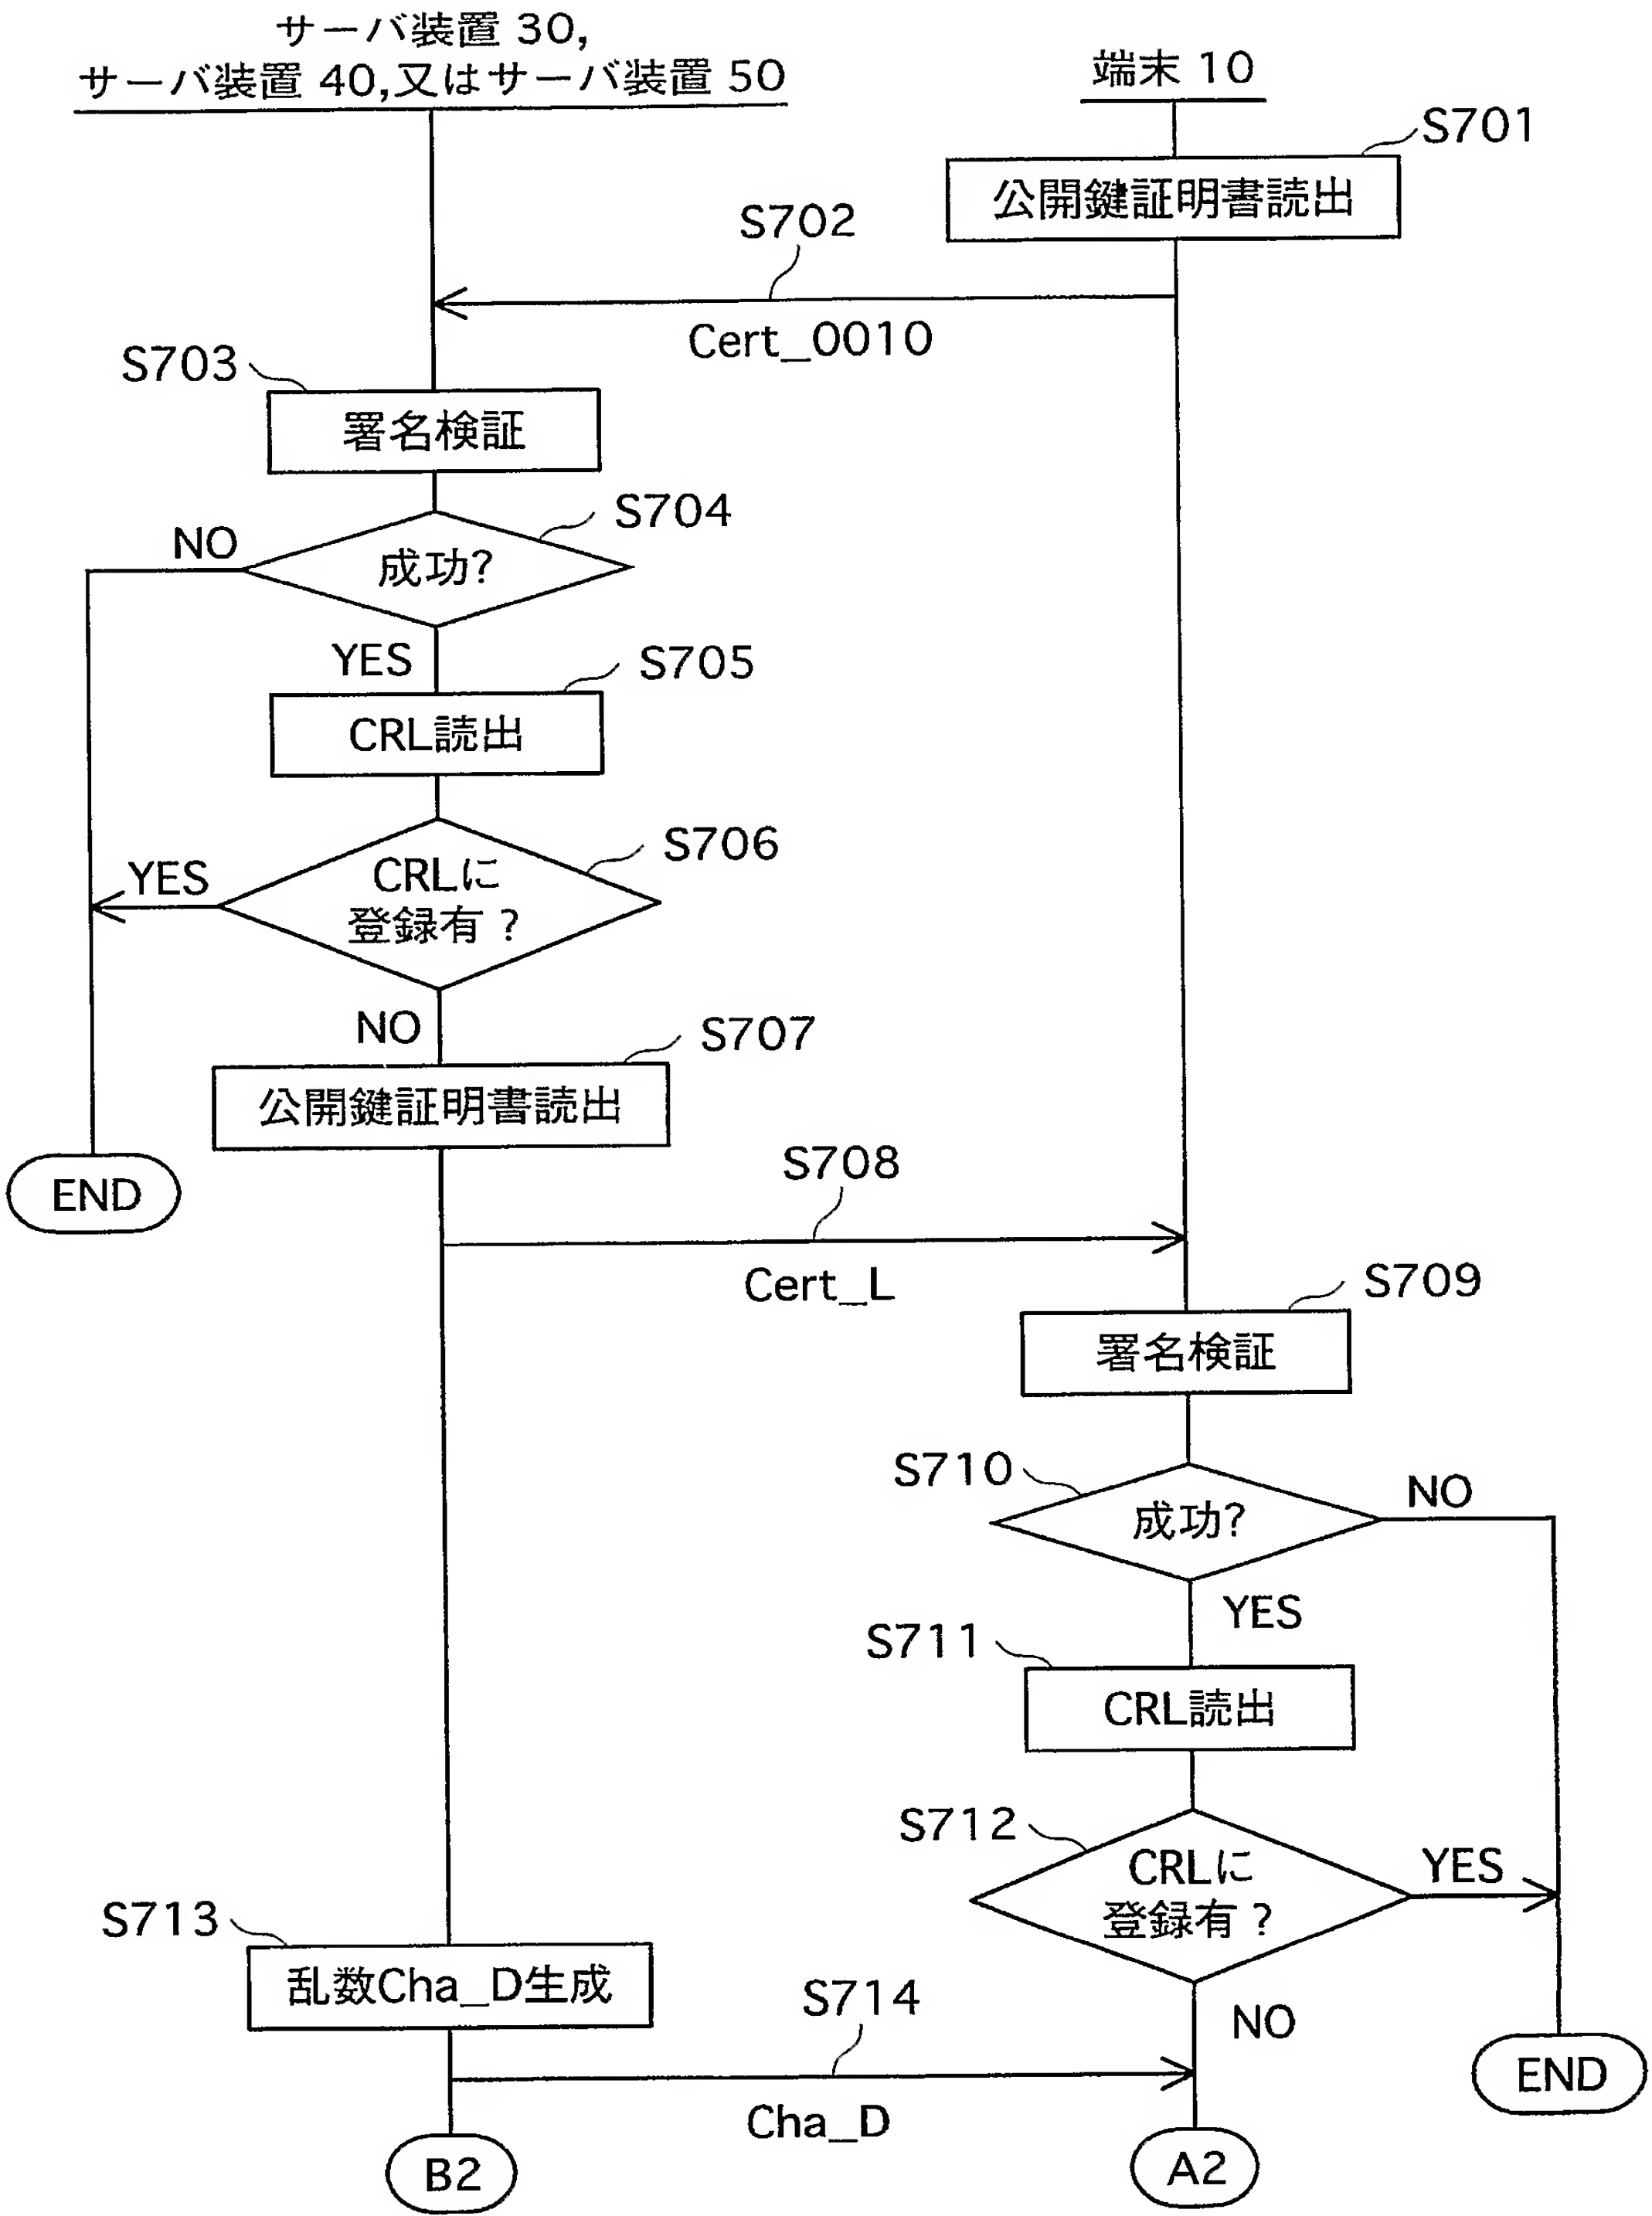 サーバ装置 30,
サーバ装置 40,又はサーバ装置 50
端末 10
S701
公開鍵証明書読出
S702
Cert_0010
S703
署名検証
S704
NO
成功?
YES
S705
CRL読出
S706
YES
CRLに
登録有？
NO
S707
公開鍵証明書読出
END
S708
Cert_L
S709
署名検証
S710
NO
成功?
YES
S711
CRL読出
S712
YES
CRLに
登録有？
S713
乱数Cha_D生成
NO
S714
END
Cha_D
B2
A2